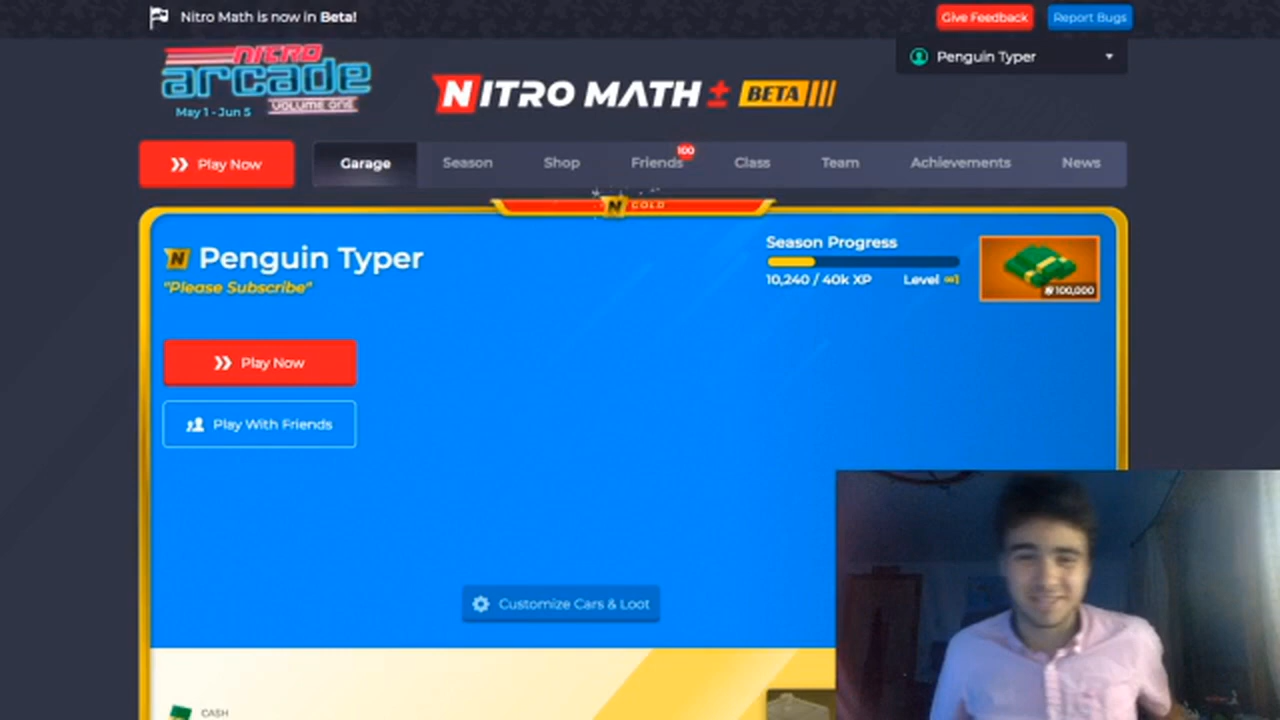 Nitro Math is now in Beta!
Give Feedback
Report Bugs
NITRO
arcade
VOLUME ONE
May 1 - Jun 5
NITRO MATH ± BETA
Penguin Typer
Play Now
Garage
Season
Shop
Friends
100
Class
Team
Achievements
News
N GOLD
N Penguin Typer
"Please Subscribe"
Season Progress
10,240 / 40k XP
Level ∞1
100,000
Play Now
Play With Friends
Customize Cars & Loot
CASH